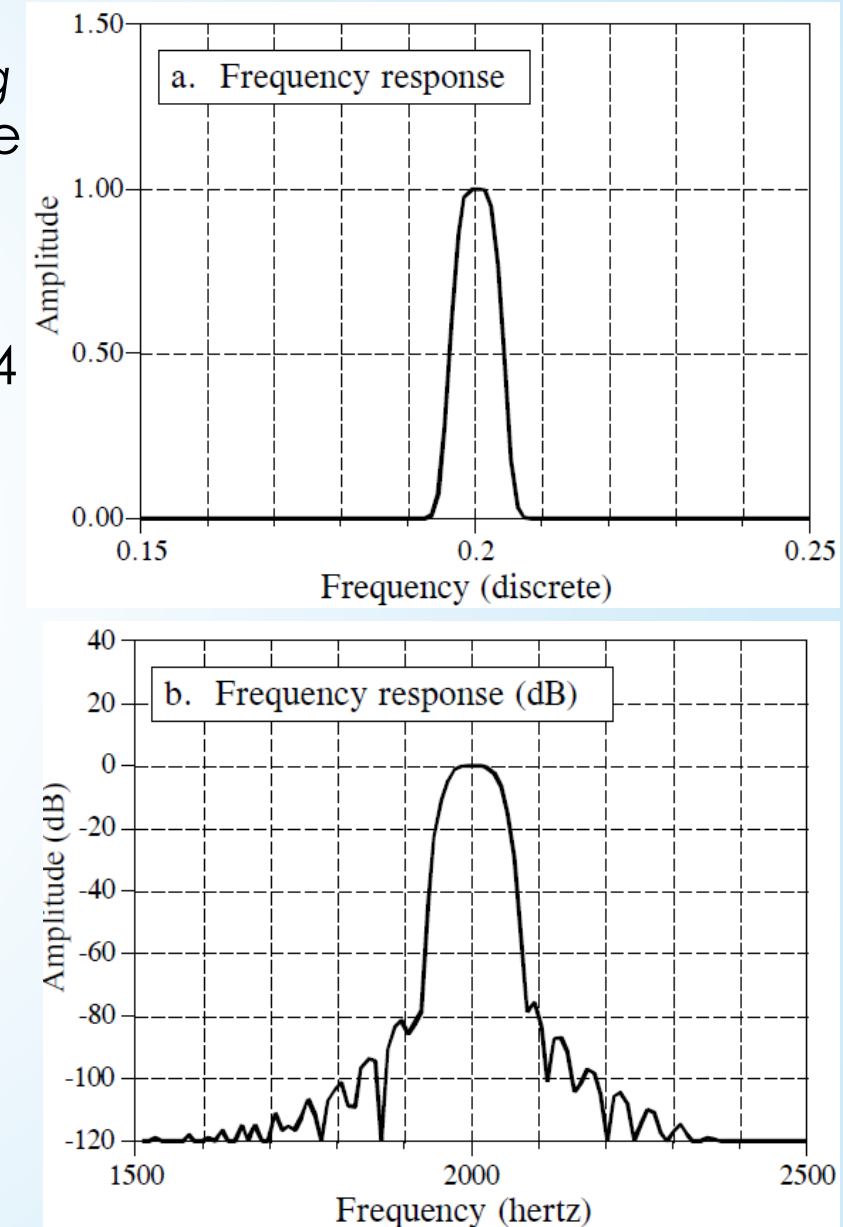 g
e
4
1.50
a. Frequency response
1.00
Amplitude
0.50
0.00
0.15 0.2 0.25
Frequency (discrete)
40
b. Frequency response (dB)
20
0
Amplitude (dB)
-20
-40
-60
-80
-100
-120
1500 2000 2500
Frequency (hertz)